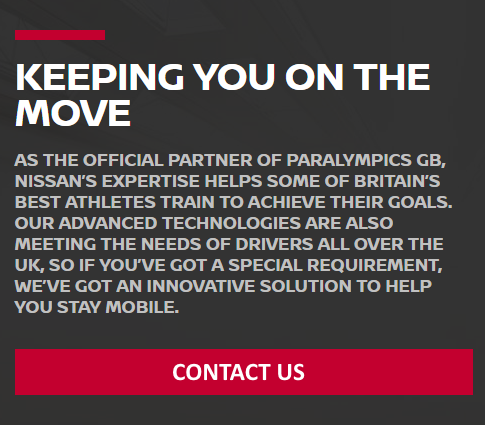 KEEPING YOU ON THE
MOVE
AS THE OFFICIAL PARTNER OF PARALYMPICS GB,
NISSAN'S EXPERTISE HELPS SOME OF BRITAIN'S
BEST ATHLETES TRAIN TO ACHIEVE THEIR GOALS.
OUR ADVANCED TECHNOLOGIES ARE ALSO
MEETING THE NEEDS OF DRIVERS ALL OVER THE
UK, SO IF YOU'VE GOT A SPECIAL REQUIREMENT,
WE'VE GOT AN INNOVATIVE SOLUTION TO HELP
YOU STAY MOBILE.
CONTACT US